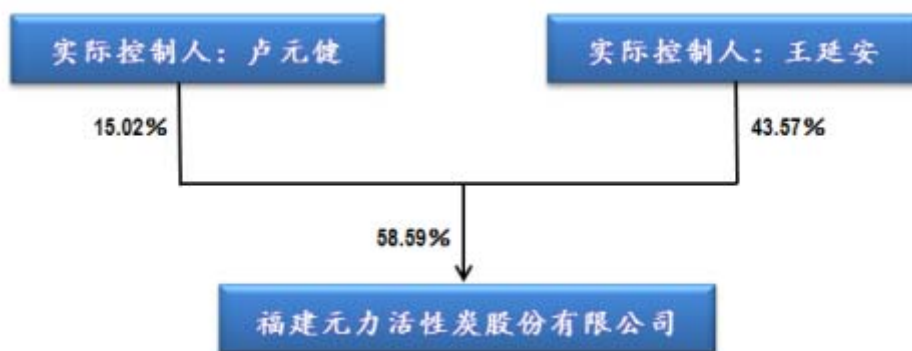 实际控制人：卢元健
实际控制人：王延安
15.02%
43.57%
58.59%
福建元力活性炭股份有限公司